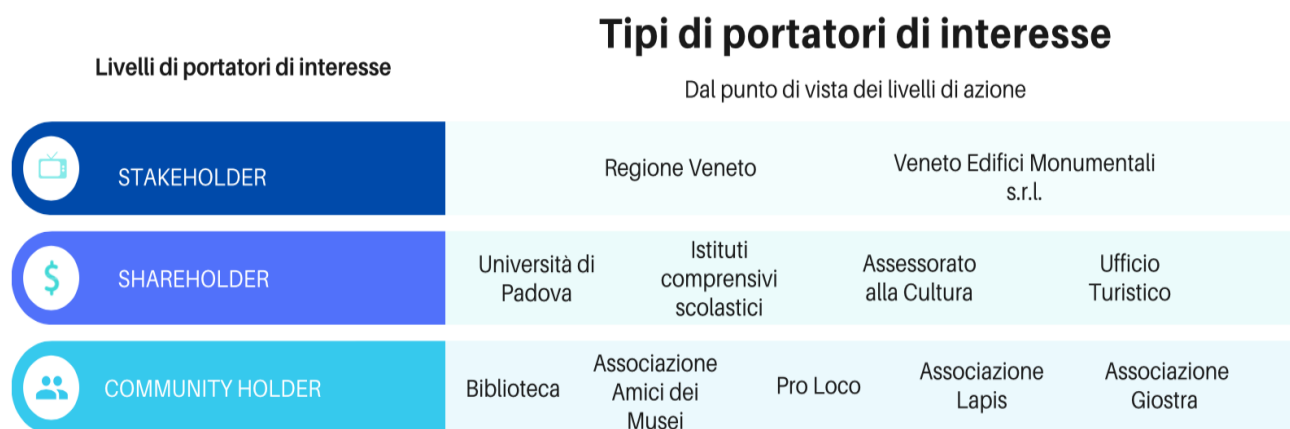 Tipi di portatori di interesse
Livelli di portatori di interesse
Dal punto di vista dei livelli di azione
STAKEHOLDER
Regione Veneto
Veneto Edifici Monumentali
s.r.l.
SHAREHOLDER
Università di
Padova
Istituti
comprensivi
scolastici
Assessorato
alla Cultura
Ufficio
Turistico
COMMUNITY HOLDER
Biblioteca
Associazione
Amici dei
Musei
Pro Loco
Associazione
Lapis
Associazione
Giostra